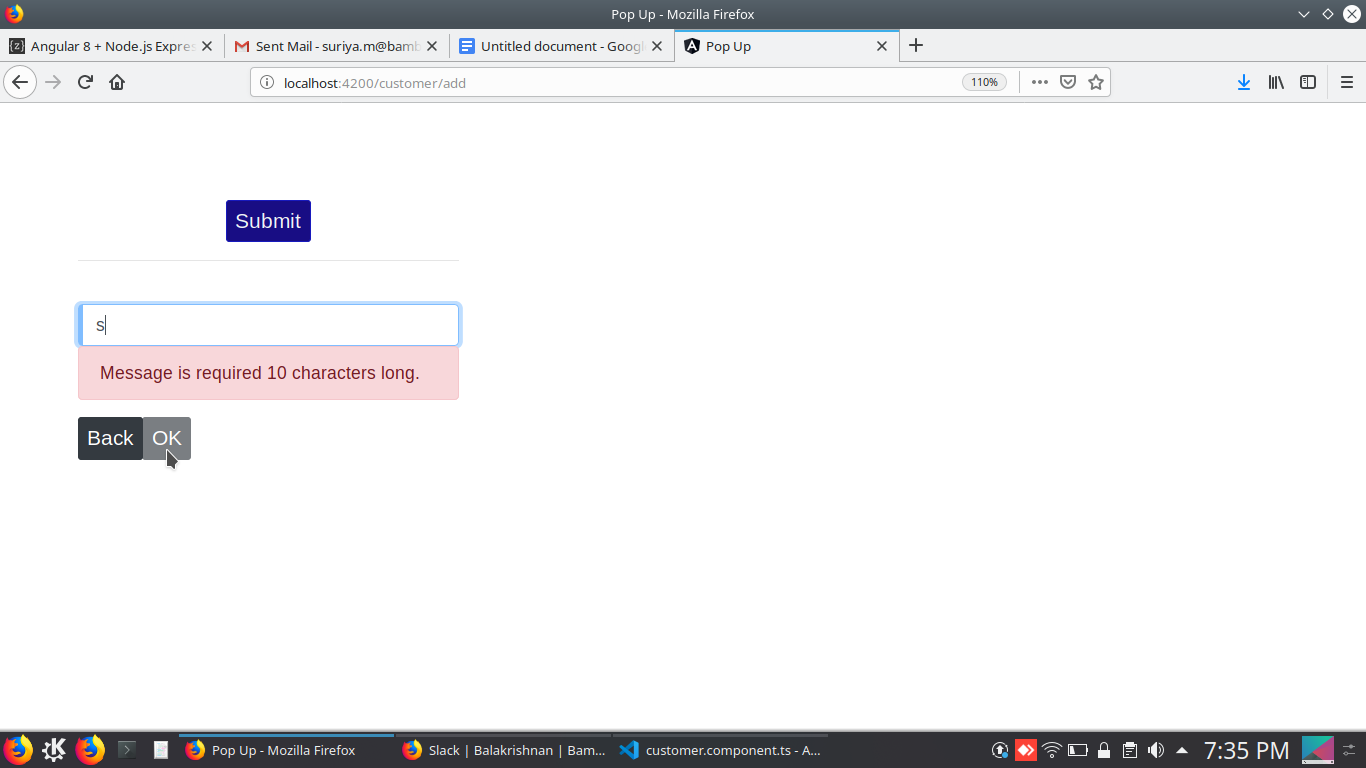 Pop Up - Mozilla Firefox
{z} Angular 8 + Node.js Expres
Sent Mail - suriya.m@bamb
Untitled document - Googl
Pop Up
localhost:4200/customer/add
110%
Submit
s
Message is required 10 characters long.
Back OK
Pop Up - Mozilla Firefox
Slack | Balakrishnan | Bam...
customer.component.ts - A...
7:35 PM